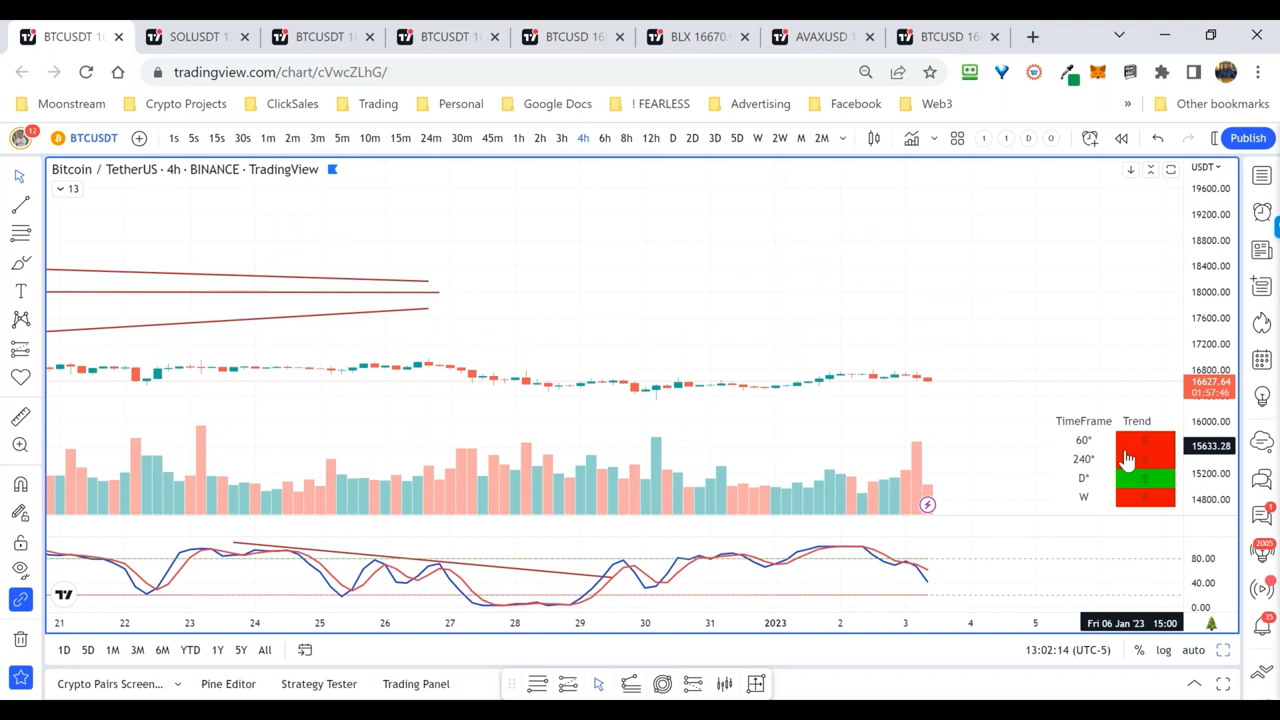 BTCUSDT 16
SOLUSDT 1
BTCUSDT 16
BTCUSDT 16
BTCUSD 16
BLX 16670.
AVAXUSD 1
BTCUSD 16
tradingview.com/chart/cVwcZLhG/
Moonstream
Crypto Projects
ClickSales
Trading
Personal
Google Docs
! FEARLESS
Advertising
Facebook
Web3
»
Other bookmarks
12
BTCUSDT
1s 5s 15s 30s 1m 2m 3m 5m 10m 15m 24m 30m 45m 1h 2h 3h 4h 6h 8h 12h D 2D 3D 5D W 2W M 2M
1 1 D O
Publish
Bitcoin / TetherUS · 4h · BINANCE · TradingView
USDT
13
19600.00
19200.00
18800.00
18400.00
18000.00
17600.00
17200.00
16800.00
16627.64
01:57:46
16000.00
15633.28
15200.00
14800.00
TimeFrame Trend
60*
240*
D*
W
80.00
40.00
0.00
21 22 23 24 25 26 27 28 29 30 31 2023 2 3 4 5
Fri 06 Jan '23 15:00
1
2005
35
1D 5D 1M 3M 6M YTD 1Y 5Y All
13:02:14 (UTC-5)
% log auto
Crypto Pairs Screen...
Pine Editor
Strategy Tester
Trading Panel